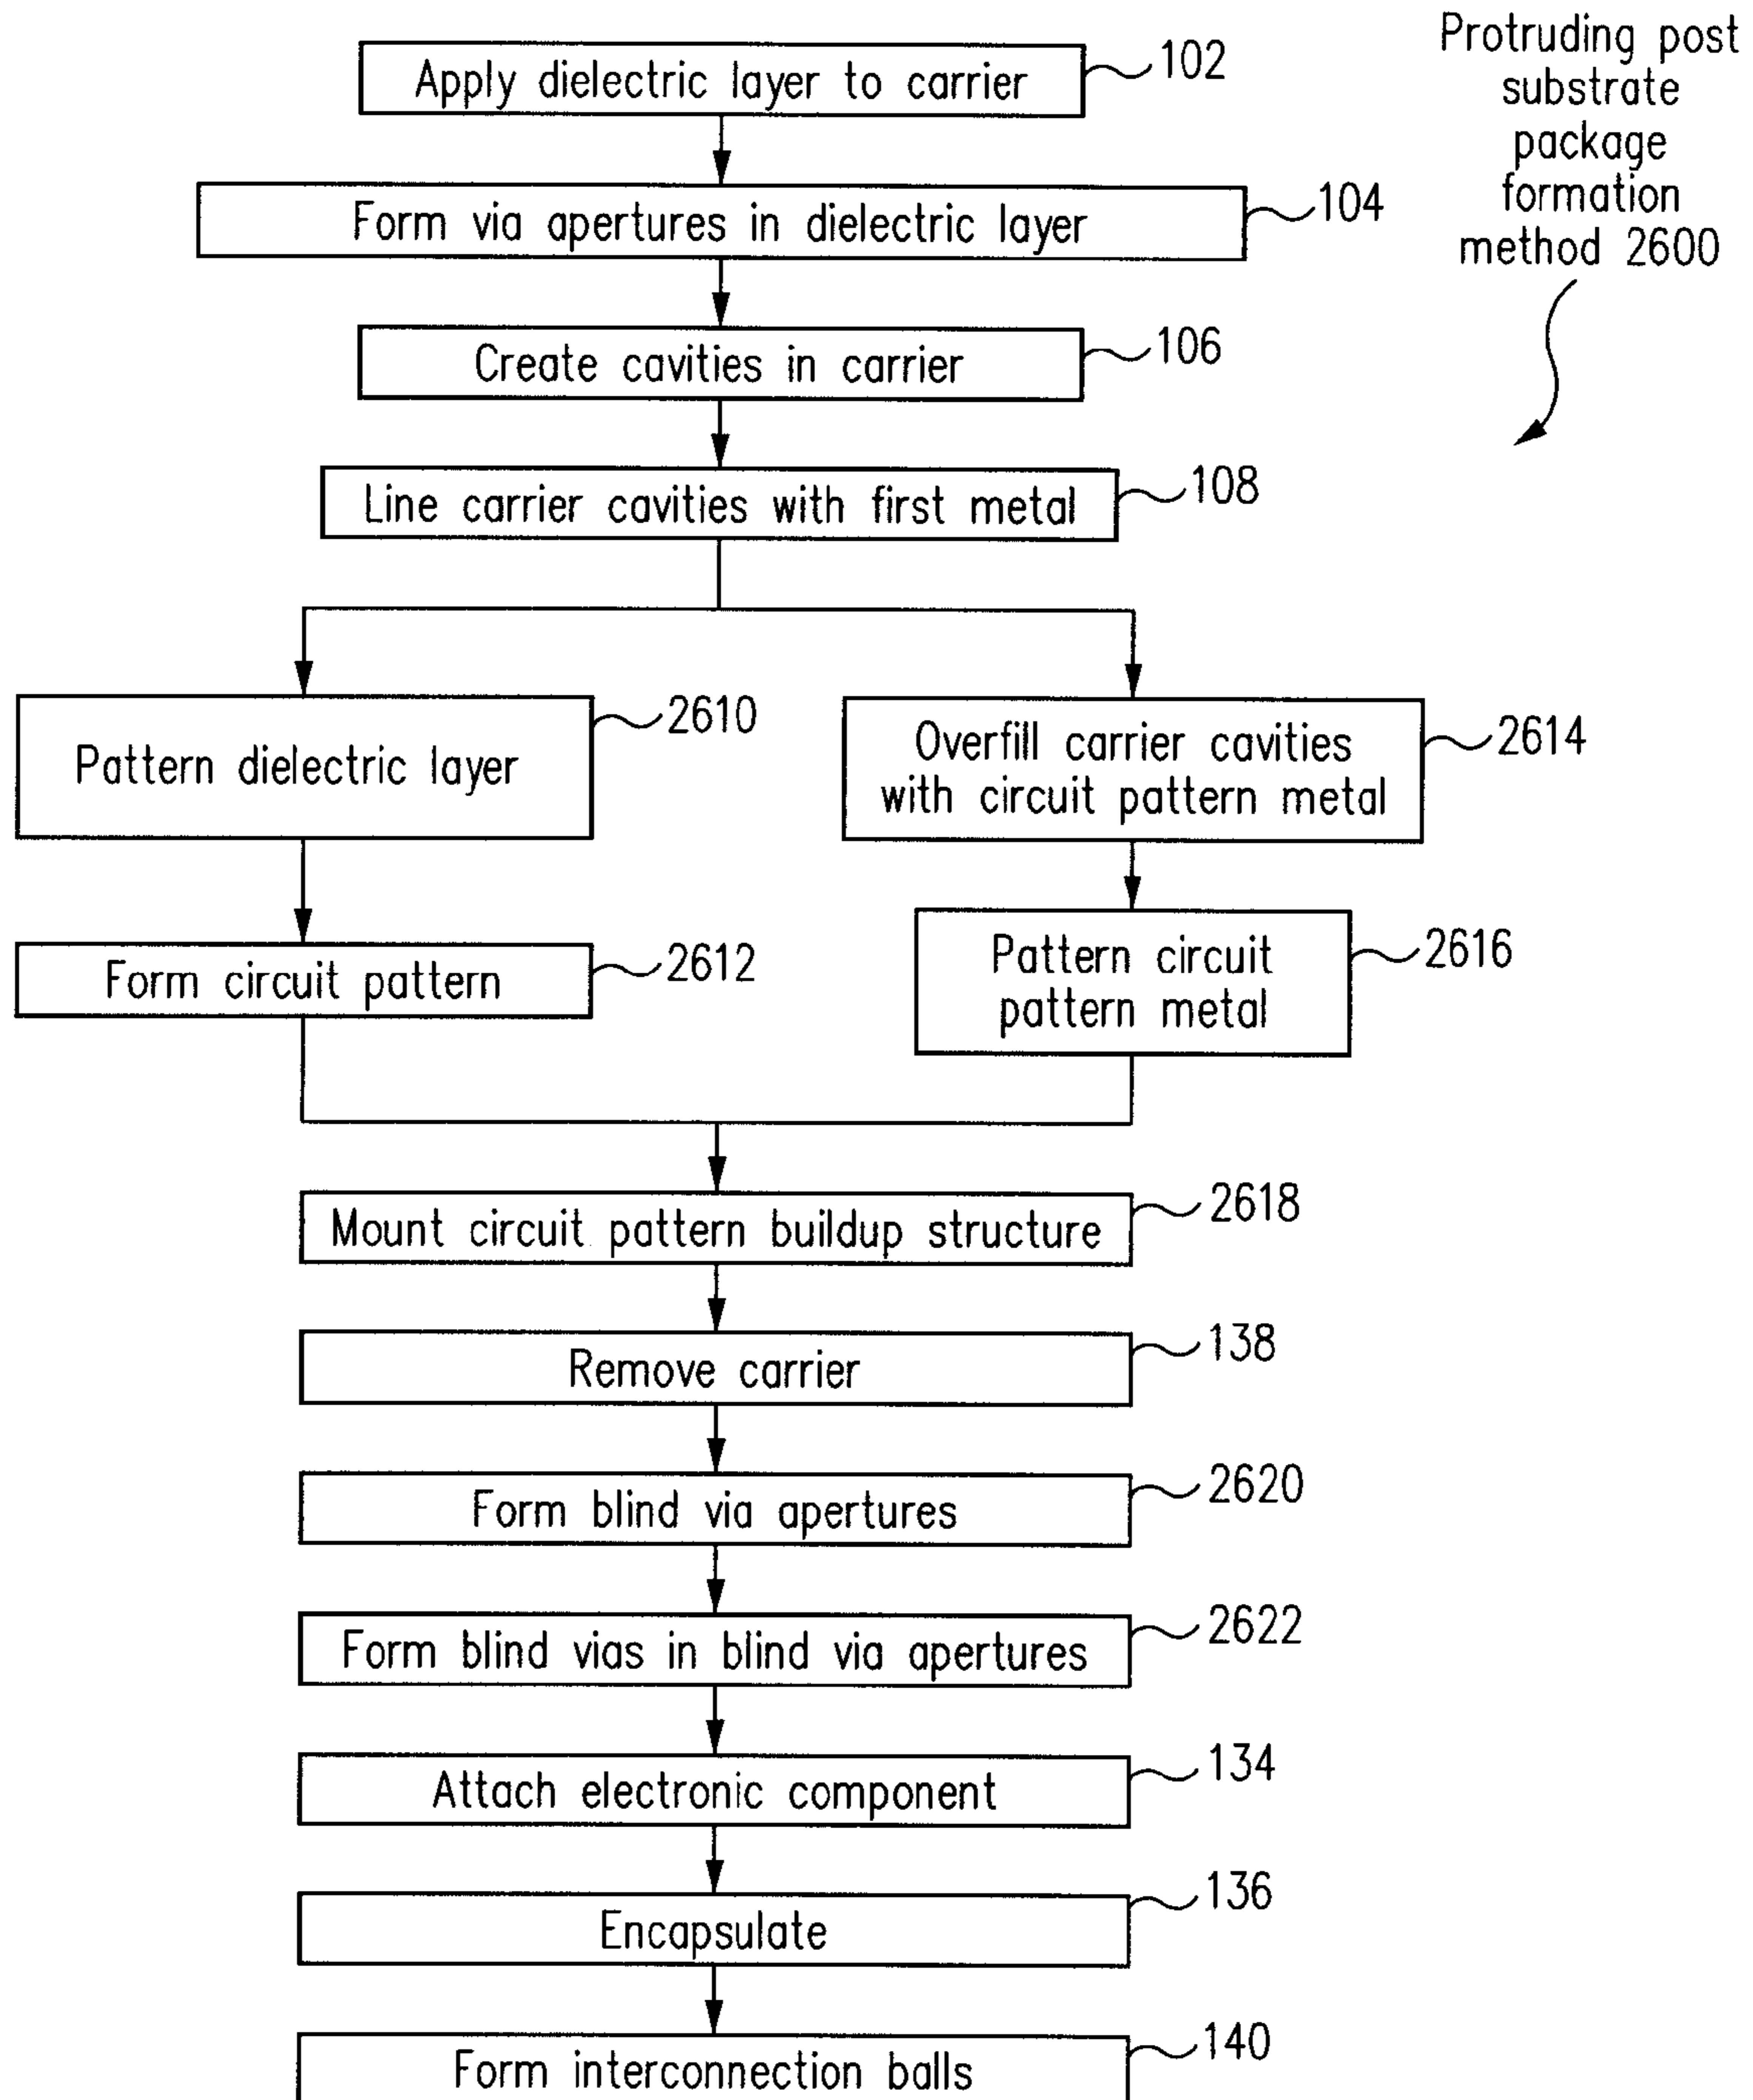 Protruding post
substrate
package
formation
method 2600
Apply dielectric layer to carrier
102
Form via apertures in dielectric layer
104
Create cavities in carrier
106
Line carrier cavities with first metal
108
Pattern dielectric layer
2610
Overfill carrier cavities
with circuit pattern metal
2614
Form circuit pattern
2612
Pattern circuit
pattern metal
2616
Mount circuit pattern buildup structure
2618
Remove carrier
138
Form blind via apertures
2620
Form blind vias in blind via apertures
2622
Attach electronic component
134
Encapsulate
136
Form interconnection balls
140